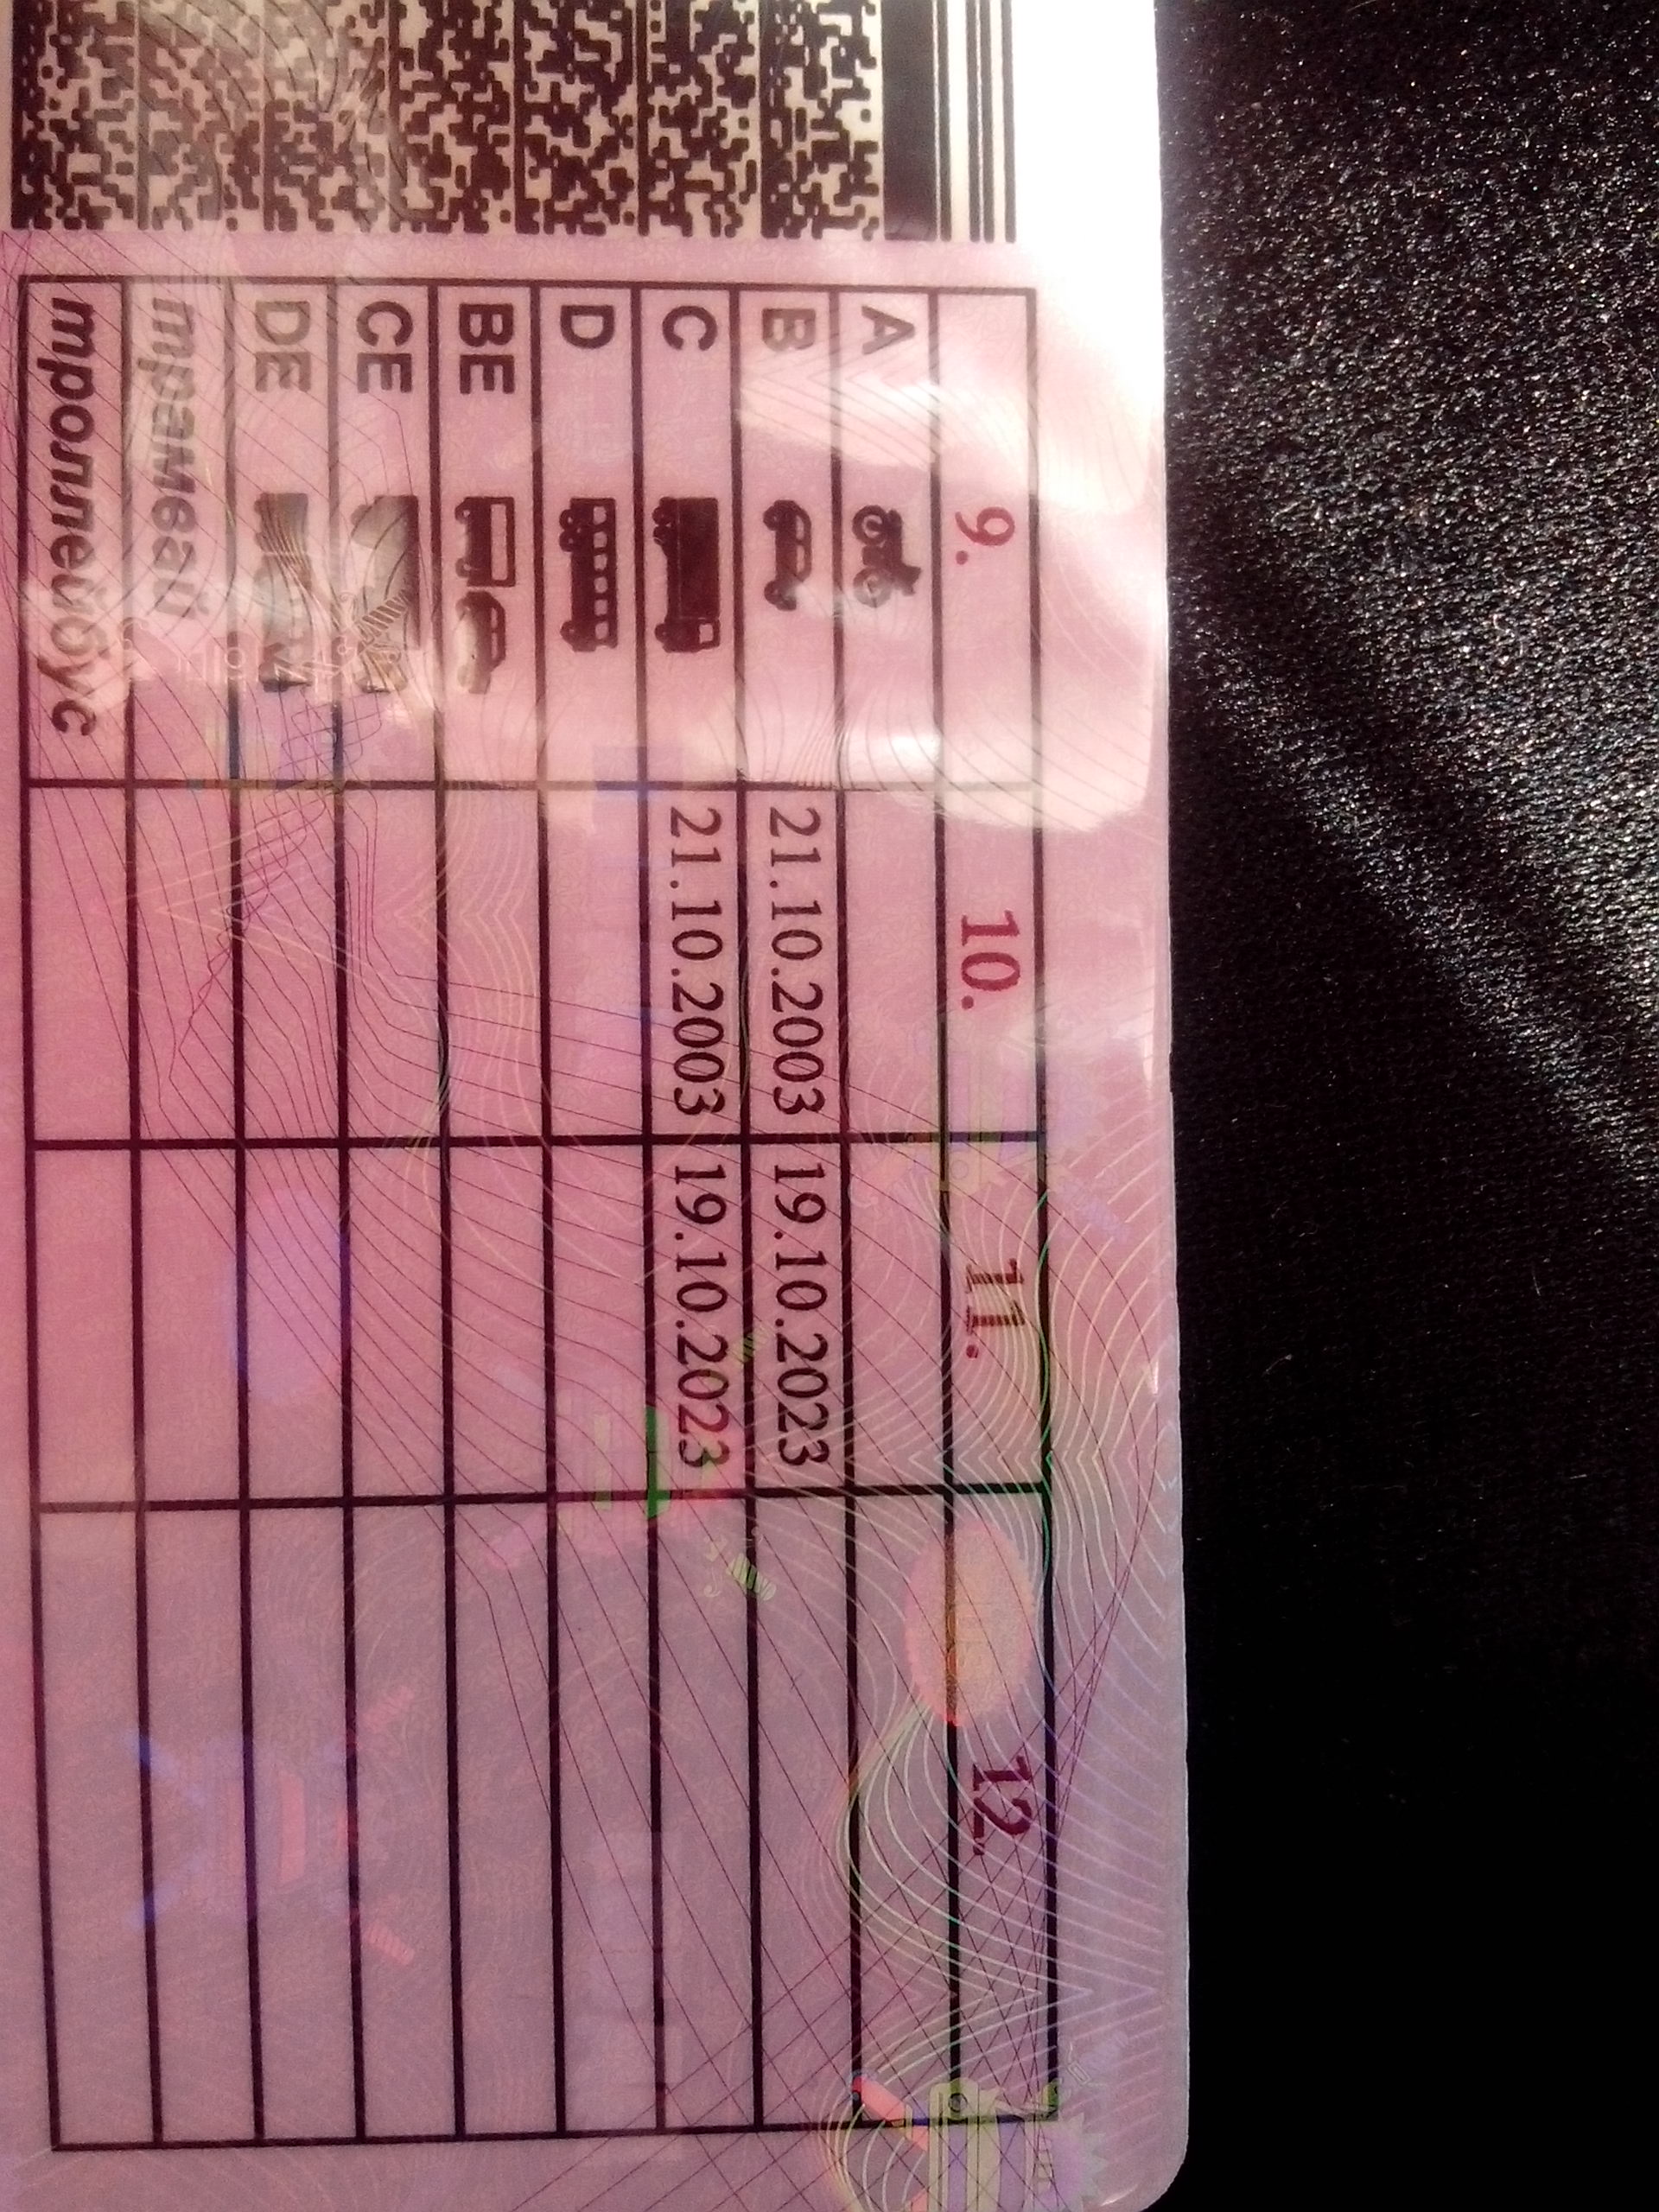 9. 10. 11. 12.
A
B 21.10.2003 19.10.2023
C 21.10.2003 19.10.2023
D
BE
CE
DE
трамвай
троллейбус